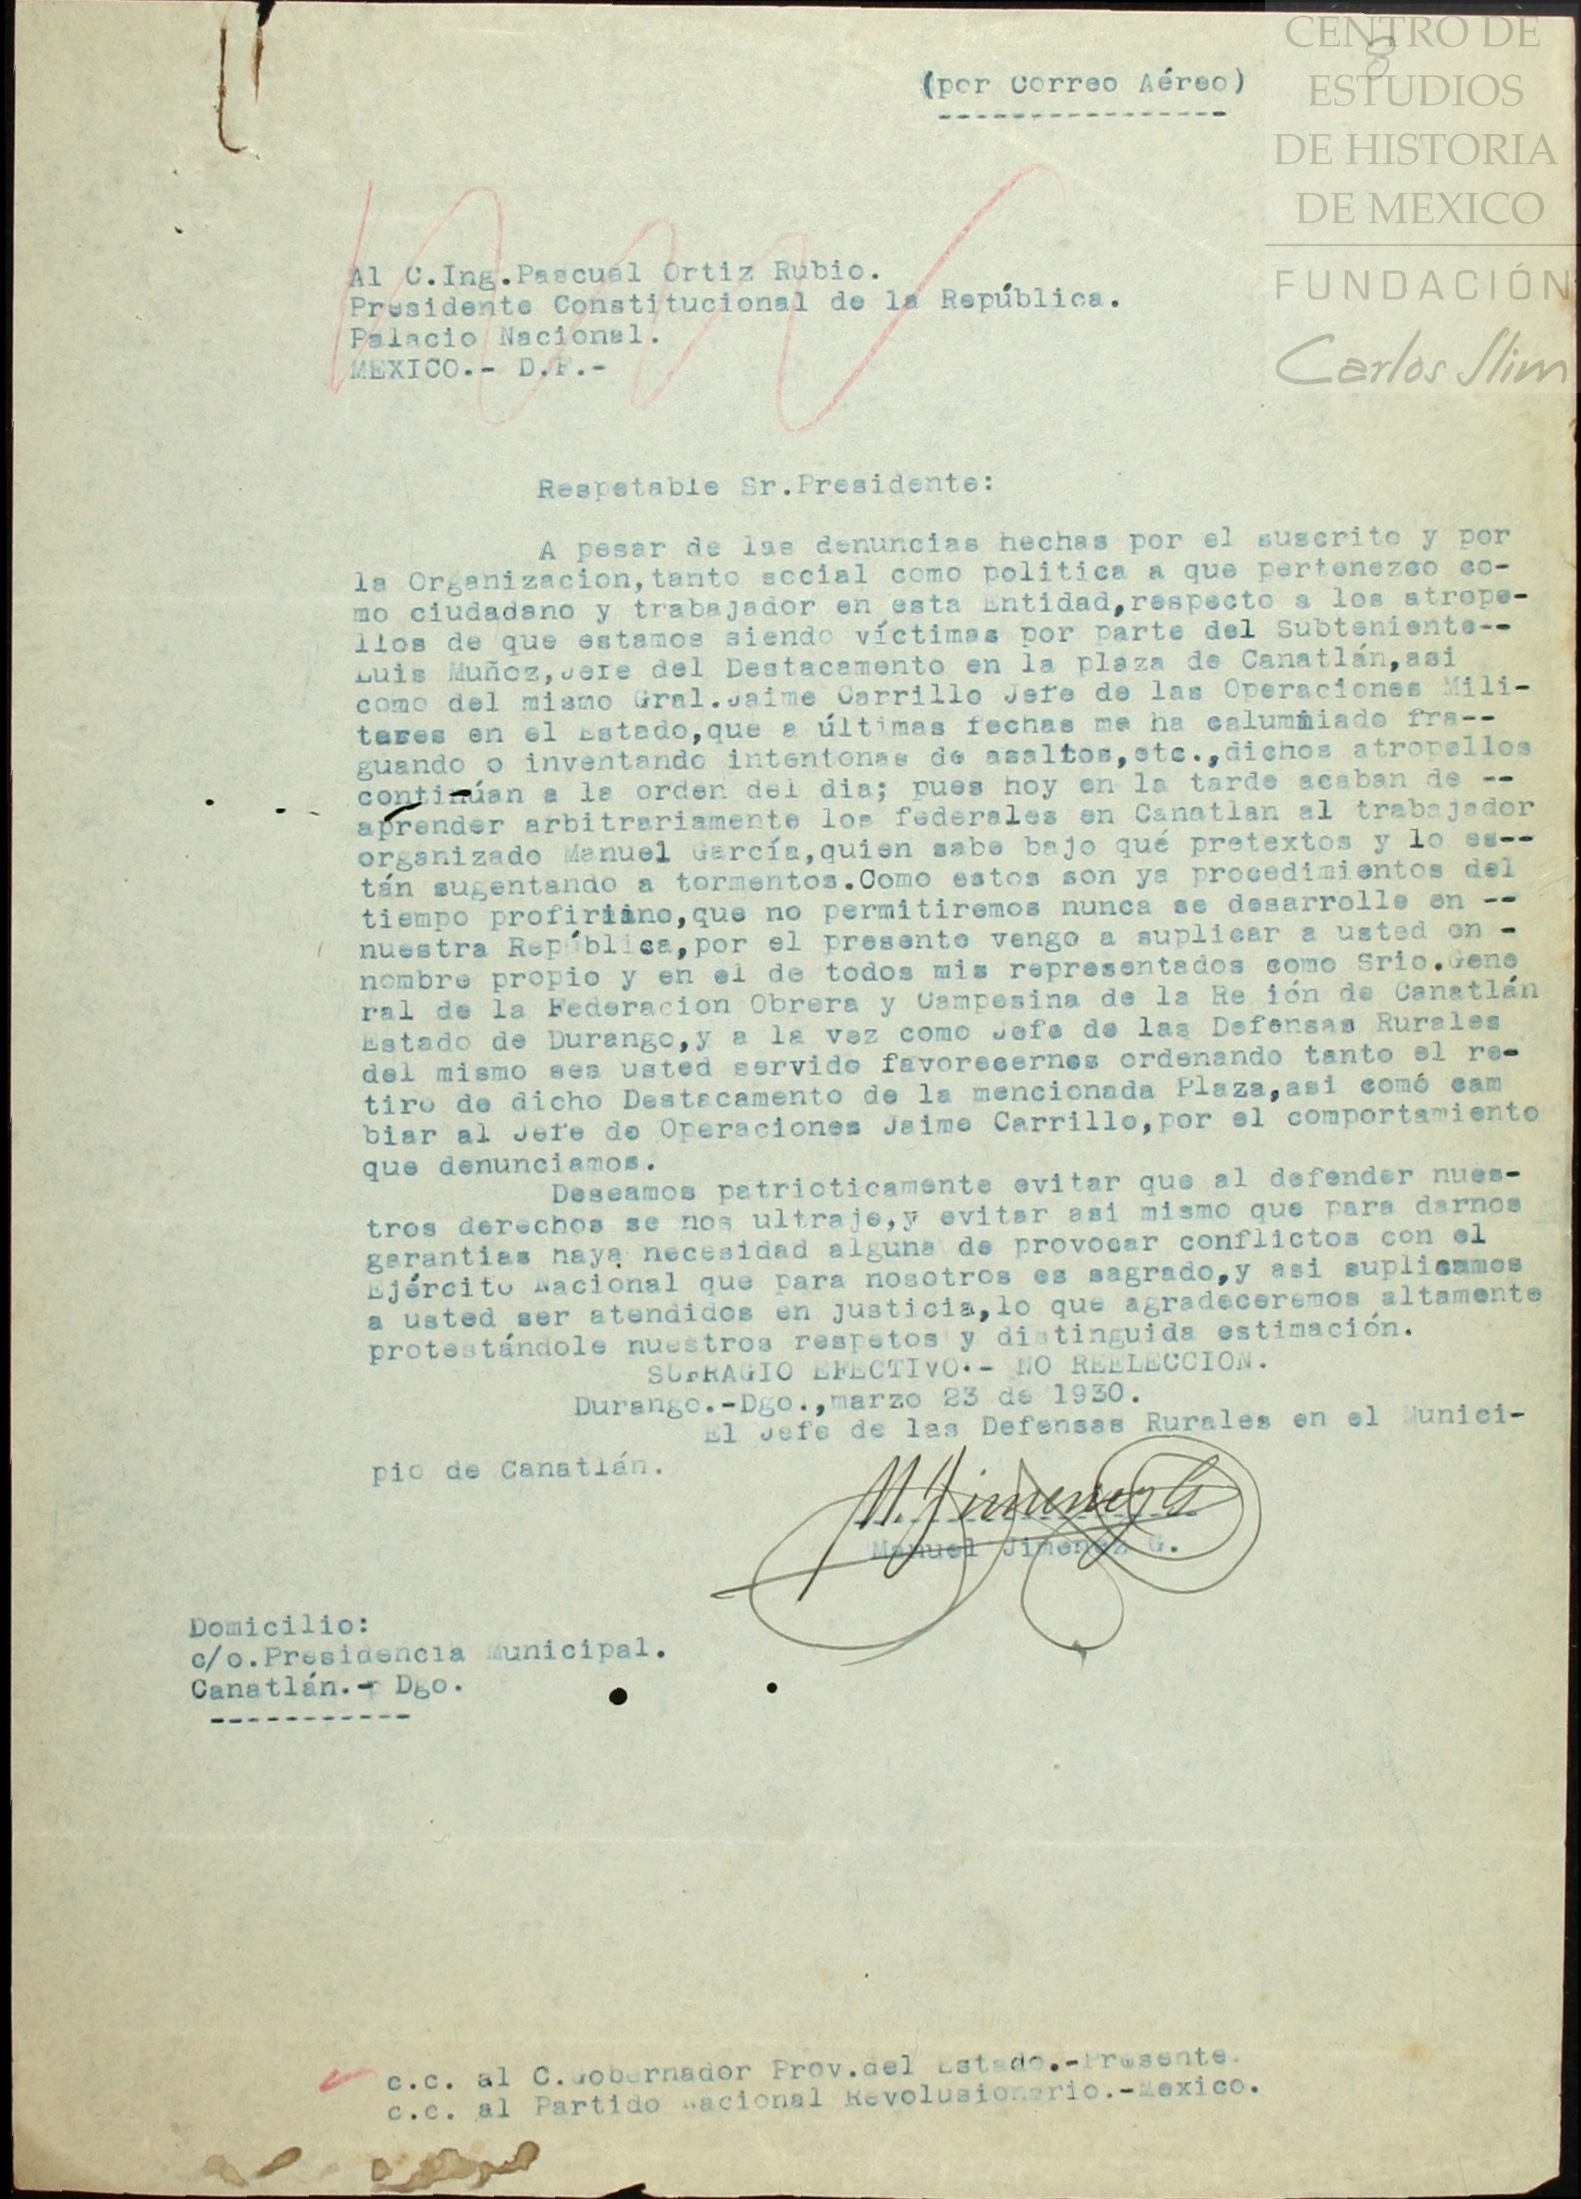 CENTRO DE
ESTUDIOS
DE HISTORIA
DE MEXICO
FUNDACIÓN
Carlos Slim
8
(por Correo Aéreo)
----------------
Al C.Ing.Pascual Ortiz Rubio.
Presidente Constitucional de la República.
Palacio Nacional.
MEXICO.- D.F.-
Respetable Sr.Presidente:
A pesar de las denuncias hechas por el suscrito y por
la Organizacion,tanto social como politica a que pertenezco co-
mo ciudadano y trabajador en esta Entidad,respecto a los atrope-
llos de que estamos siendo víctimas por parte del Subteniente--
Luis Muñoz,Jefe del Destacamento en la plaza de Canatlán,asi
como del mismo Gral.Jaime Carrillo Jefe de las Operaciones Mili-
tares en el Estado,que a últimas fechas me ha calumniado fra--
guando o inventando intentonas de asaltos,etc.,dichos atropellos
continúan a la orden del dia; pues hoy en la tarde acaban de --
aprender arbitrariamente los federales en Canatlan al trabajador
organizado Manuel García,quien sabe bajo qué pretextos y lo es--
tán sugentando a tormentos.Como estos son ya procedimientos del
tiempo profiriano,que no permitiremos nunca se desarrolle en --
nuestra República,por el presente vengo a suplicar a usted en -
nombre propio y en el de todos mis representados como Srio.Gene
ral de la Federacion Obrera y Campesina de la Re ión de Canatlán
Estado de Durango,y a la vez como Jefe de las Defensas Rurales
del mismo sea usted servido favorecernos ordenando tanto el re-
tiro de dicho Destacamento de la mencionada Plaza,asi comó cam
biar al Jefe de Operaciones Jaime Carrillo,por el comportamiento
que denunciamos.
Deseamos patrioticamente evitar que al defender nues-
tros derechos se nos ultraje,y evitar asi mismo que para darnos
garantias haya necesidad alguna de provocar conflictos con el
Ejército Nacional que para nosotros es sagrado,y asi suplicamos
a usted ser atendidos en justicia,lo que agradeceremos altamente
protestándole nuestros respetos y distinguida estimación.
SUFRAGIO EFECTIVO.- NO REELECCION.
Durango.-Dgo.,marzo 23 de 1930.
El Jefe de las Defensas Rurales en el Munici-
pio de Canatlán.
M. Jimenez G
Manuel Jiménez G.
Domicilio:
c/o.Presidencia Municipal.
Canatlán.- Dgo.
-----------
c.c. al C.Gobernador Prov.del Estado.-Presente.
c.c. al Partido Nacional Revolusionario.-Mexico.